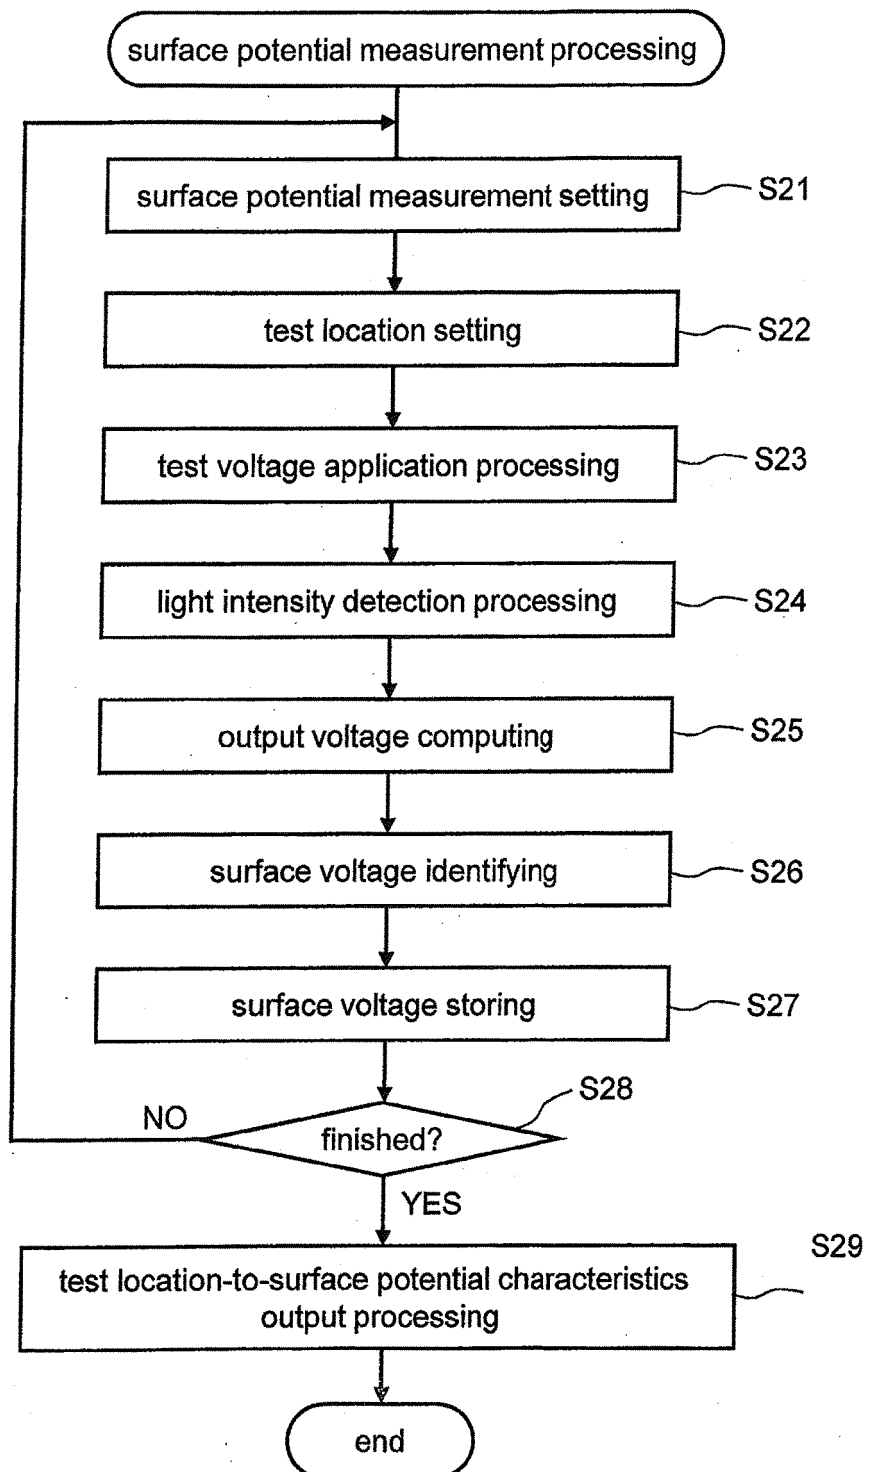 surface potential measurement processing
surface potential measurement setting
S21
test location setting
S22
test voltage application processing
S23
light intensity detection processing
S24
output voltage computing
S25
surface voltage identifying
S26
surface voltage storing
S27
S28
NO
finished?
YES
S29
test location-to-surface potential characteristics
output processing
end